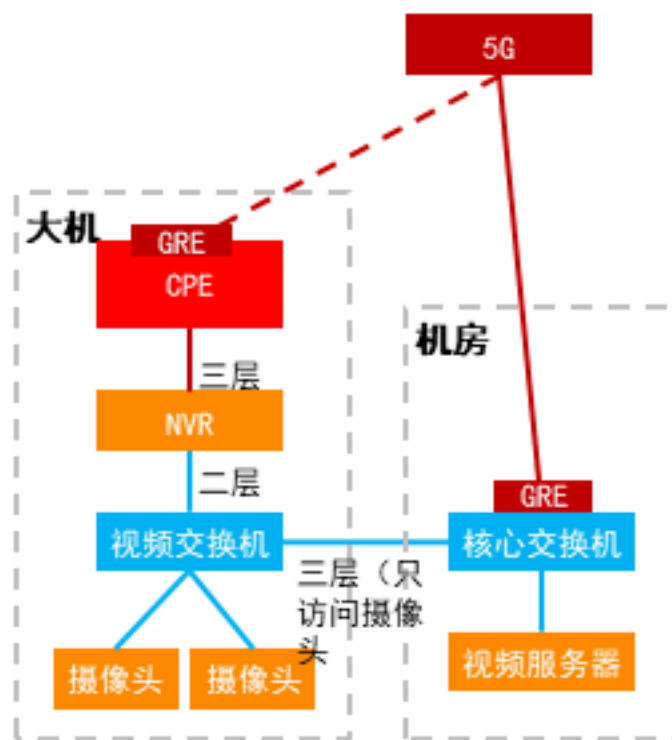 5G
大机
GRE
CPE
三层
NVR
二层
视频交换机
摄像头
摄像头
三层（只
访问摄像
头
机房
GRE
核心交换机
视频服务器